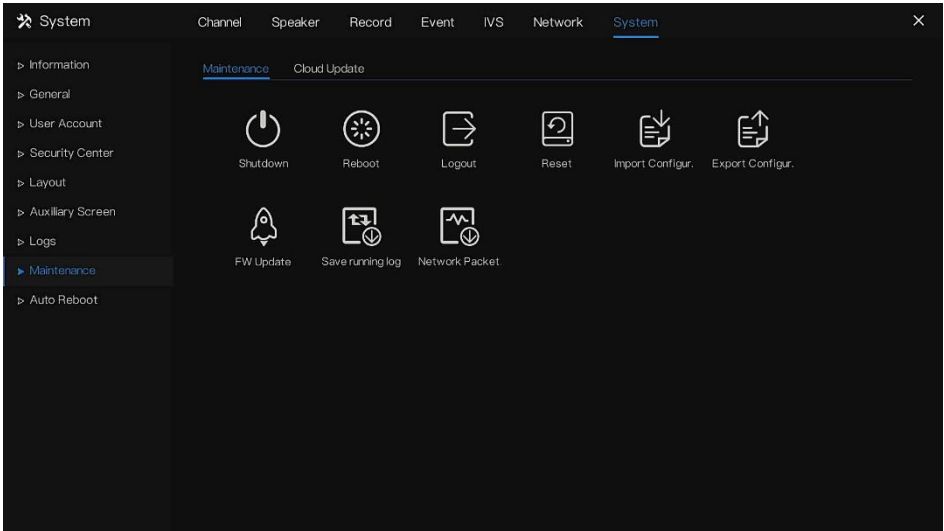 System
Channel Speaker Record Event IVS Network System
Information
General
User Account
Security Center
Layout
Auxiliary Screen
Logs
Maintenance
Auto Reboot
Maintenance Cloud Update
Shutdown Reboot Logout Reset Import Configur. Export Configur.
FW Update Save running log Network Packet.